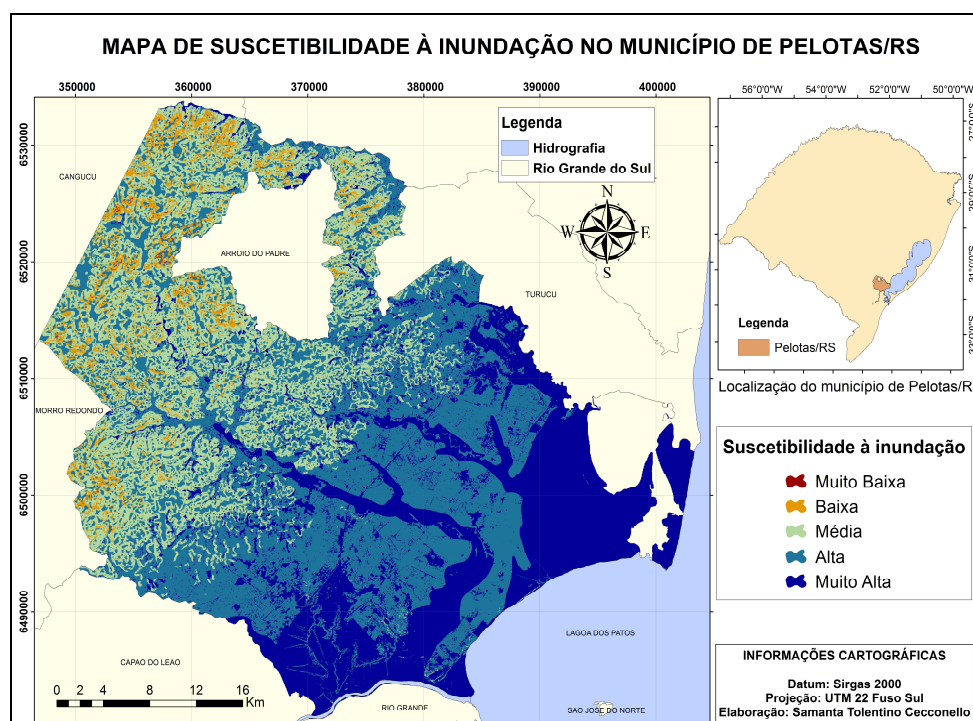 MAPA DE SUSCETIBILIDADE À INUNDAÇÃO NO MUNICÍPIO DE PELOTAS/RS
350000 360000 370000 380000 390000 400000
6530000
6520000
6510000
6500000
6490000
Legenda
Hidrografia
Rio Grande do Sul
N
W E
S
CANGUCU
ARROIO DO PADRE
TURUCU
MORRO REDONDO
LAGOA DOS PATOS
CAPAO DO LEAO
RIO GRANDE
SAO JOSE DO NORTE
0 2 4 8 12 16
Km
56°0'0"W 54°0'0"W 52°0'0"W 50°0'0"W
Legenda
Pelotas/RS
Localização do município de Pelotas/R
Suscetibilidade à inundação
Muito Baixa
Baixa
Média
Alta
Muito Alta
INFORMAÇÕES CARTOGRÁFICAS
Datum: Sirgas 2000
Projeção: UTM 22 Fuso Sul
Elaboração: Samanta Tolentino Cecconello